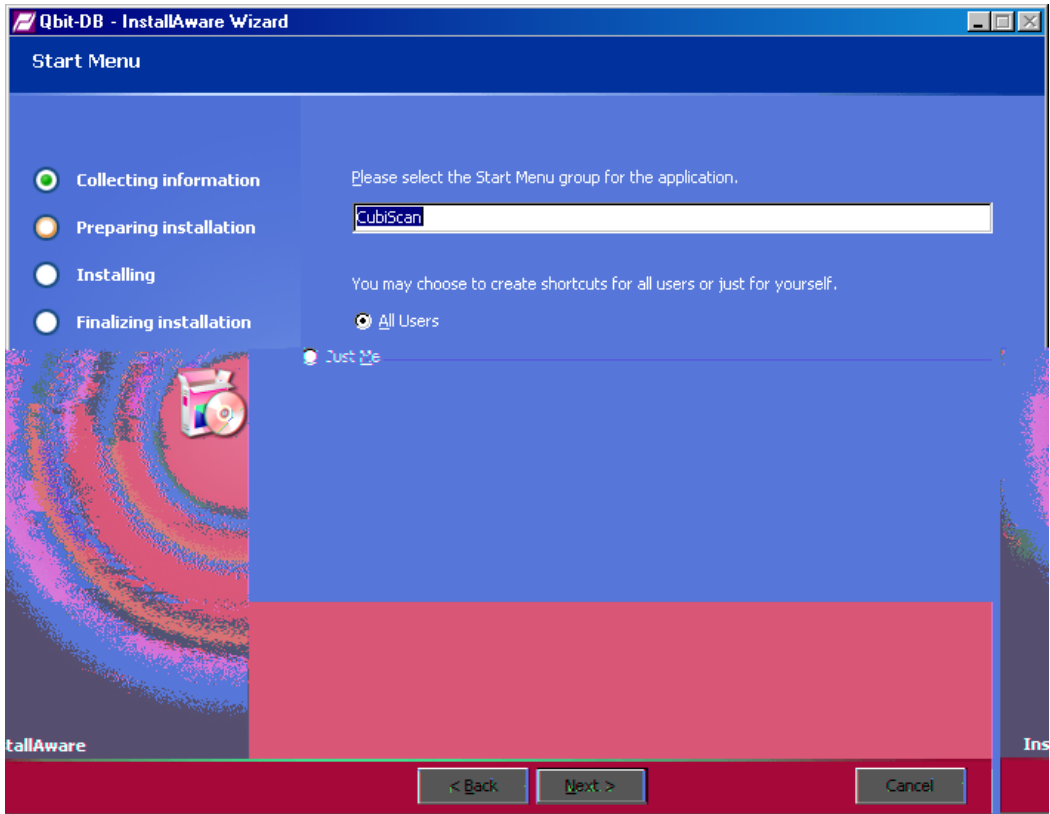 Qbit-DB - InstallAware Wizard
Start Menu
Collecting information
Preparing installation
Installing
Finalizing installation
Please select the Start Menu group for the application.
CubiScan
You may choose to create shortcuts for all users or just for yourself.
All Users
Just Me
tallAware
Ins
< Back
Next >
Cancel